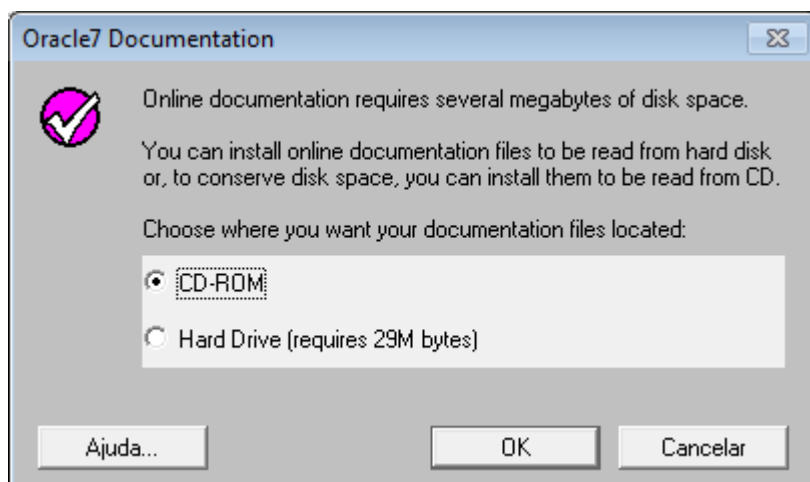 Oracle7 Documentation
Online documentation requires several megabytes of disk space.
You can install online documentation files to be read from hard disk
or, to conserve disk space, you can install them to be read from CD.
Choose where you want your documentation files located:
CD-ROM
Hard Drive (requires 29M bytes)
Ajuda... OK Cancelar